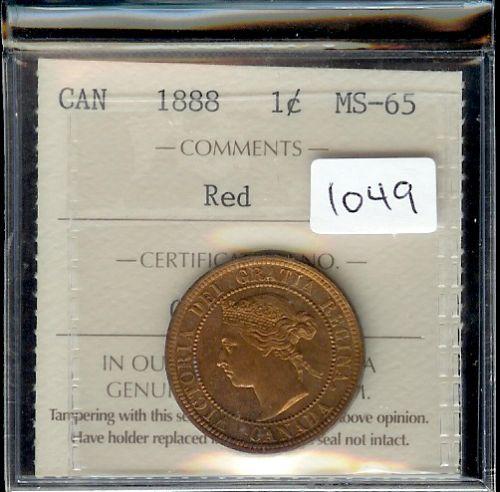 CAN 1888 1¢ MS-65
— COMMENTS —
Red
1049
— CERTIFIC NO. —
VICTORIA DEI GRATIA REGINA
CANADA
IN OU A
GENU M.
Tampering with this se above opinion.
Have holder replaced seal not intact.